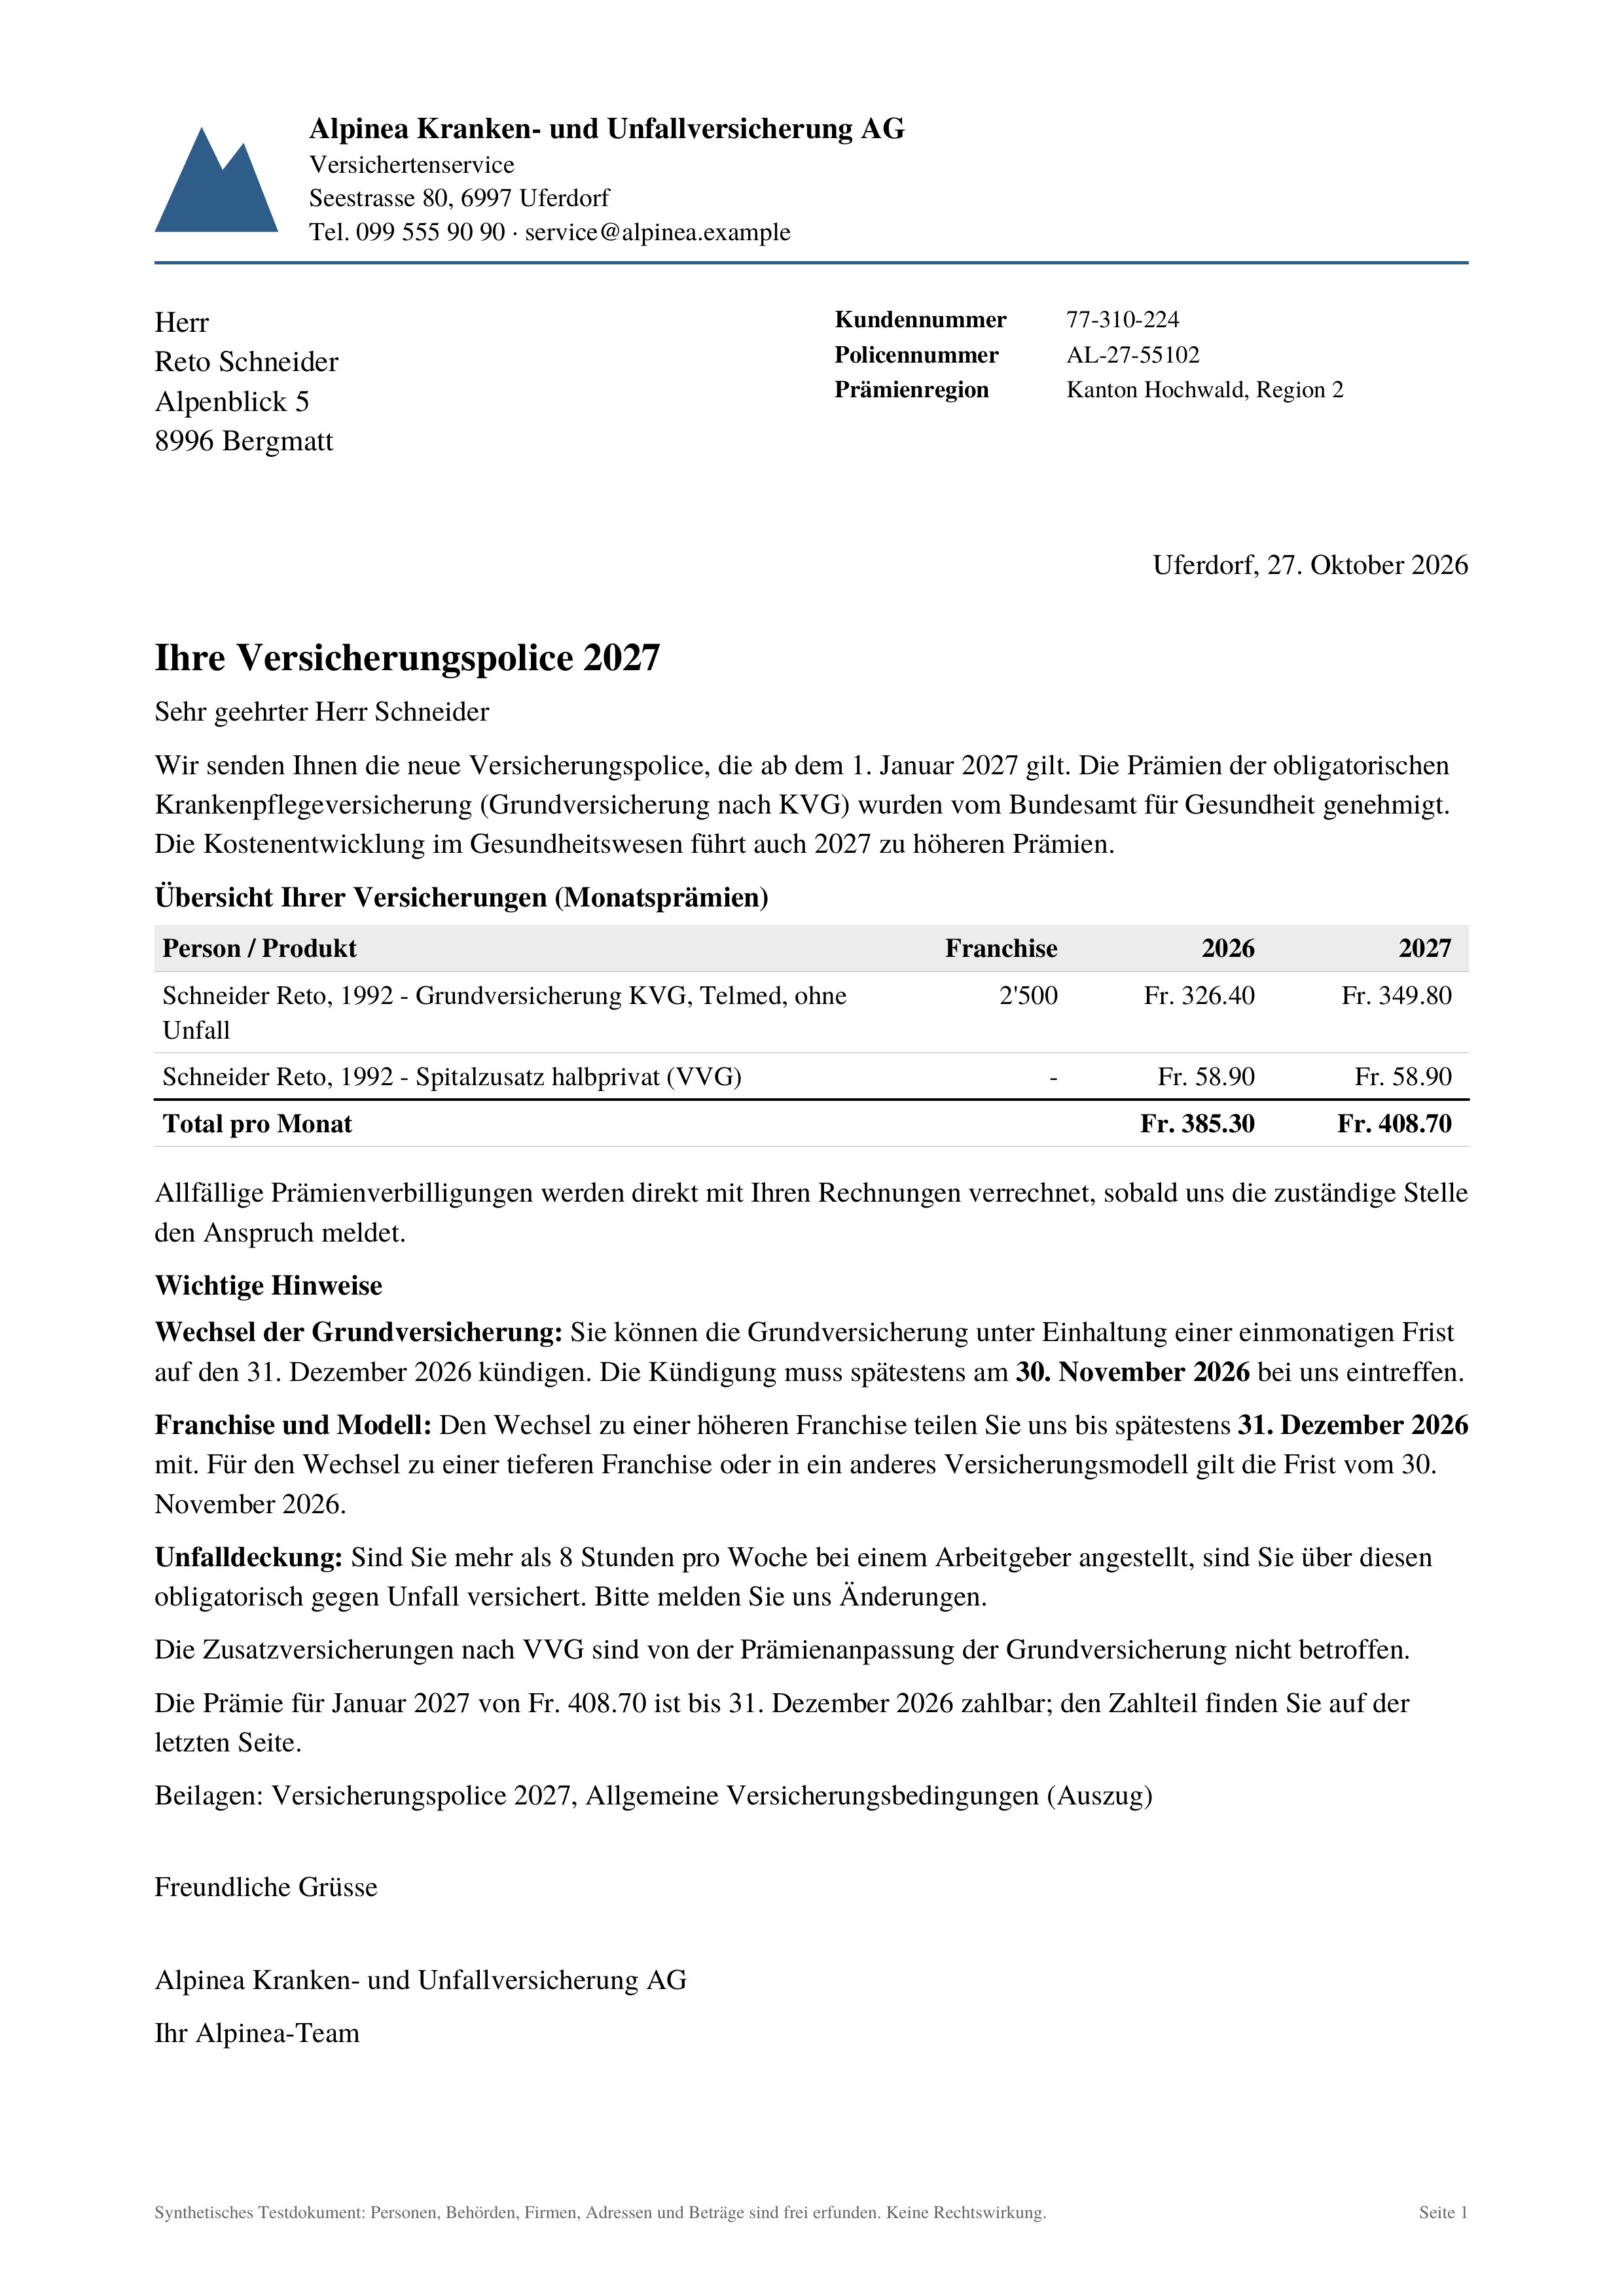 Alpinea Kranken- und Unfallversicherung AG
Versichertenservice
Seestrasse 80, 6997 Uferdorf
Tel. 099 555 90 90 · service@alpinea.example
Herr
Reto Schneider
Alpenblick 5
8996 Bergmatt
Kundennummer 77-310-224
Policennummer AL-27-55102
Prämienregion Kanton Hochwald, Region 2
Uferdorf, 27. Oktober 2026
Ihre Versicherungspolice 2027
Sehr geehrter Herr Schneider
Wir senden Ihnen die neue Versicherungspolice, die ab dem 1. Januar 2027 gilt. Die Prämien der obligatorischen
Krankenpflegeversicherung (Grundversicherung nach KVG) wurden vom Bundesamt für Gesundheit genehmigt.
Die Kostenentwicklung im Gesundheitswesen führt auch 2027 zu höheren Prämien.
Übersicht Ihrer Versicherungen (Monatsprämien)
Person / Produkt Franchise 2026 2027
Schneider Reto, 1992 - Grundversicherung KVG, Telmed, ohne 2'500 Fr. 326.40 Fr. 349.80
Unfall
Schneider Reto, 1992 - Spitalzusatz halbprivat (VVG) - Fr. 58.90 Fr. 58.90
Total pro Monat Fr. 385.30 Fr. 408.70
Allfällige Prämienverbilligungen werden direkt mit Ihren Rechnungen verrechnet, sobald uns die zuständige Stelle
den Anspruch meldet.
Wichtige Hinweise
Wechsel der Grundversicherung: Sie können die Grundversicherung unter Einhaltung einer einmonatigen Frist
auf den 31. Dezember 2026 kündigen. Die Kündigung muss spätestens am 30. November 2026 bei uns eintreffen.
Franchise und Modell: Den Wechsel zu einer höheren Franchise teilen Sie uns bis spätestens 31. Dezember 2026
mit. Für den Wechsel zu einer tieferen Franchise oder in ein anderes Versicherungsmodell gilt die Frist vom 30.
November 2026.
Unfalldeckung: Sind Sie mehr als 8 Stunden pro Woche bei einem Arbeitgeber angestellt, sind Sie über diesen
obligatorisch gegen Unfall versichert. Bitte melden Sie uns Änderungen.
Die Zusatzversicherungen nach VVG sind von der Prämienanpassung der Grundversicherung nicht betroffen.
Die Prämie für Januar 2027 von Fr. 408.70 ist bis 31. Dezember 2026 zahlbar; den Zahlteil finden Sie auf der
letzten Seite.
Beilagen: Versicherungspolice 2027, Allgemeine Versicherungsbedingungen (Auszug)
Freundliche Grüsse
Alpinea Kranken- und Unfallversicherung AG
Ihr Alpinea-Team
Synthetisches Testdokument: Personen, Behörden, Firmen, Adressen und Beträge sind frei erfunden. Keine Rechtswirkung. Seite 1